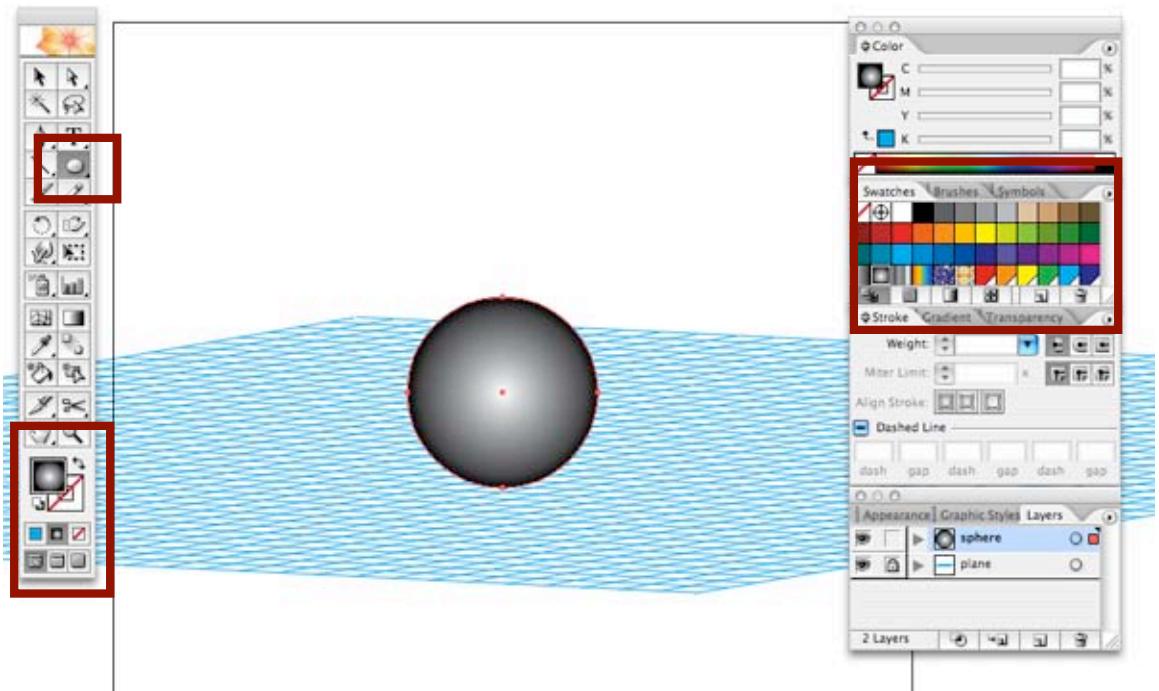 Color
C %
M %
Y %
K %
T
Swatches Brushes Symbols
Stroke Gradient Transparency
Weight:
Miter Limit: x
Align Stroke:
Dashed Line
dash gap dash gap dash gap
Appearance Graphic Styles Layers
sphere
plane
2 Layers